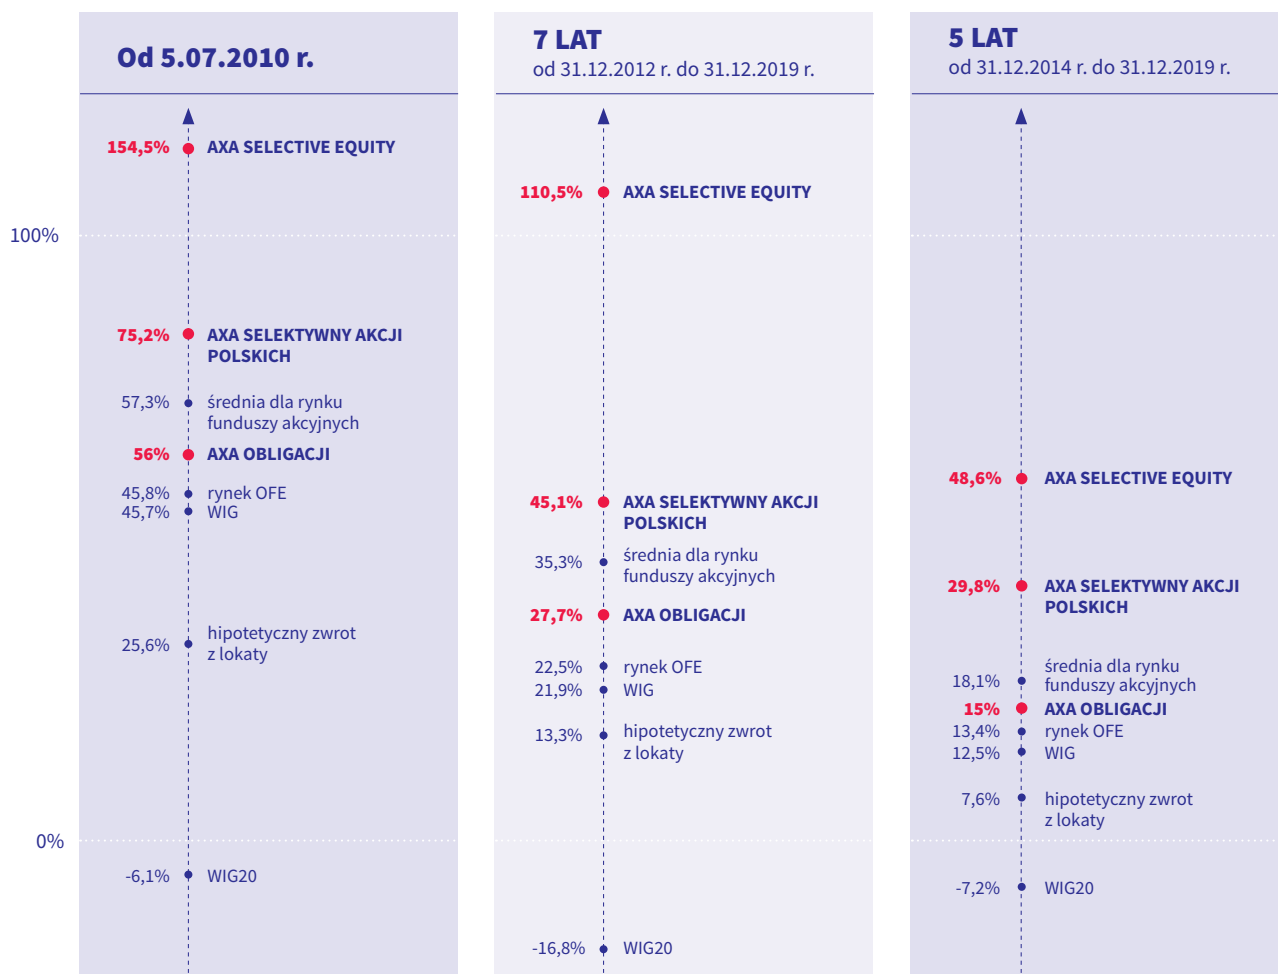 Od 5.07.2010 r.
154,5% AXA SELECTIVE EQUITY
100%
75,2% AXA SELEKTYWNY AKCJI
POLSKICH
57,3% średnia dla rynku
funduszy akcyjnych
56% AXA OBLIGACJI
45,8% rynek OFE
45,7% WIG
25,6% hipotetyczny zwrot
z lokaty
0%
-6,1% WIG20
7 LAT
od 31.12.2012 r. do 31.12.2019 r.
110,5% AXA SELECTIVE EQUITY
45,1% AXA SELEKTYWNY AKCJI
POLSKICH
35,3% średnia dla rynku
funduszy akcyjnych
27,7% AXA OBLIGACJI
22,5% rynek OFE
21,9% WIG
13,3% hipotetyczny zwrot
z lokaty
-16,8% WIG20
5 LAT
od 31.12.2014 r. do 31.12.2019 r.
48,6% AXA SELECTIVE EQUITY
29,8% AXA SELEKTYWNY AKCJI
POLSKICH
18,1% średnia dla rynku
funduszy akcyjnych
15% AXA OBLIGACJI
13,4% rynek OFE
12,5% WIG
7,6% hipotetyczny zwrot
z lokaty
-7,2% WIG20